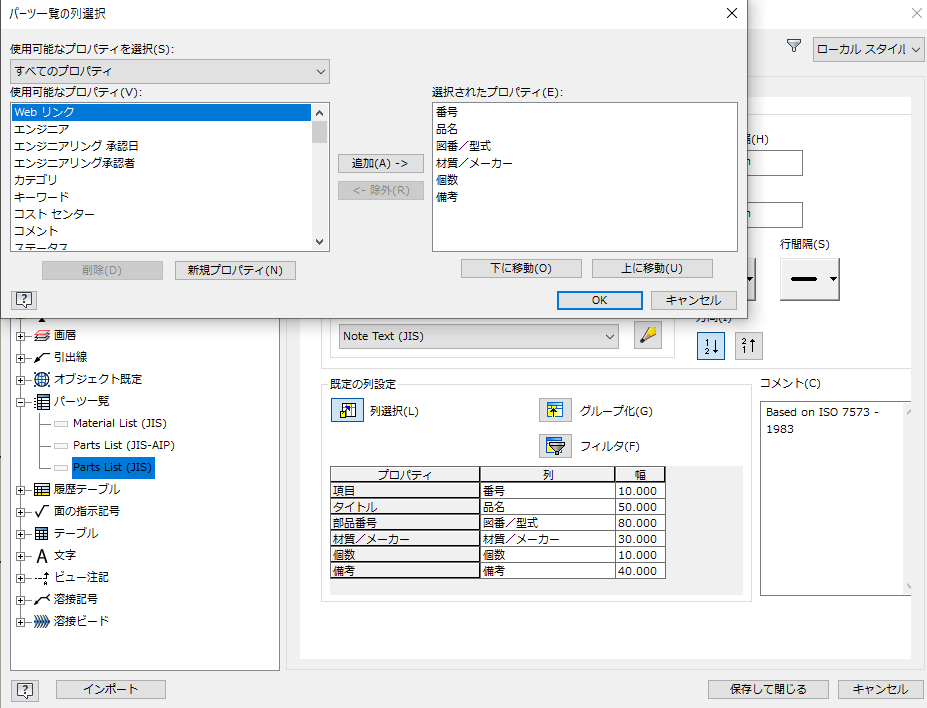 パーツ一覧の列選択
使用可能なプロパティを選択(S):
すべてのプロパティ
使用可能なプロパティ(V):
Web リンク
エンジニア
エンジニアリング 承認日
エンジニアリング承認者
カテゴリ
キーワード
コスト センター
コメント
ステータス
追加(A) ->
<- 除外(R)
選択されたプロパティ(E):
番号
品名
図番／型式
材質／メーカー
個数
備考
削除(D)
新規プロパティ(N)
下に移動(O)
上に移動(U)
OK
キャンセル
ローカル スタイル
(H)
行間隔(S)
画層
引出線
オブジェクト既定
パーツ一覧
Material List (JIS)
Parts List (JIS-AIP)
Parts List (JIS)
履歴テーブル
面の指示記号
テーブル
文字
ビュー注記
溶接記号
溶接ビード
Note Text (JIS)
方向(I)
既定の列設定
列選択(L)
グループ化(G)
フィルタ(F)
プロパティ 列 幅
項目 番号 10.000
タイトル 品名 50.000
部品番号 図番／型式 80.000
材質／メーカー 材質／メーカー 30.000
個数 個数 10.000
備考 備考 40.000
コメント(C)
Based on ISO 7573 -
1983
インポート
保存して閉じる
キャンセル